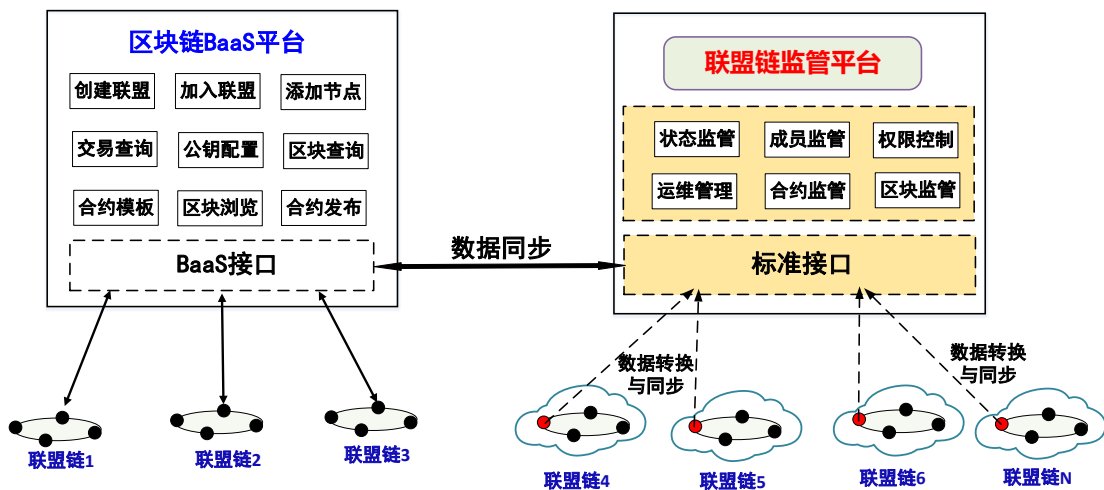 区块链BaaS平台
创建联盟
加入联盟
添加节点
交易查询
公钥配置
区块查询
合约模板
区块浏览
合约发布
BaaS接口
数据同步
联盟链监管平台
状态监管
成员监管
权限控制
运维管理
合约监管
区块监管
标准接口
数据转换
与同步
数据转换
与同步
联盟链1
联盟链2
联盟链3
联盟链4
联盟链5
联盟链6
联盟链N